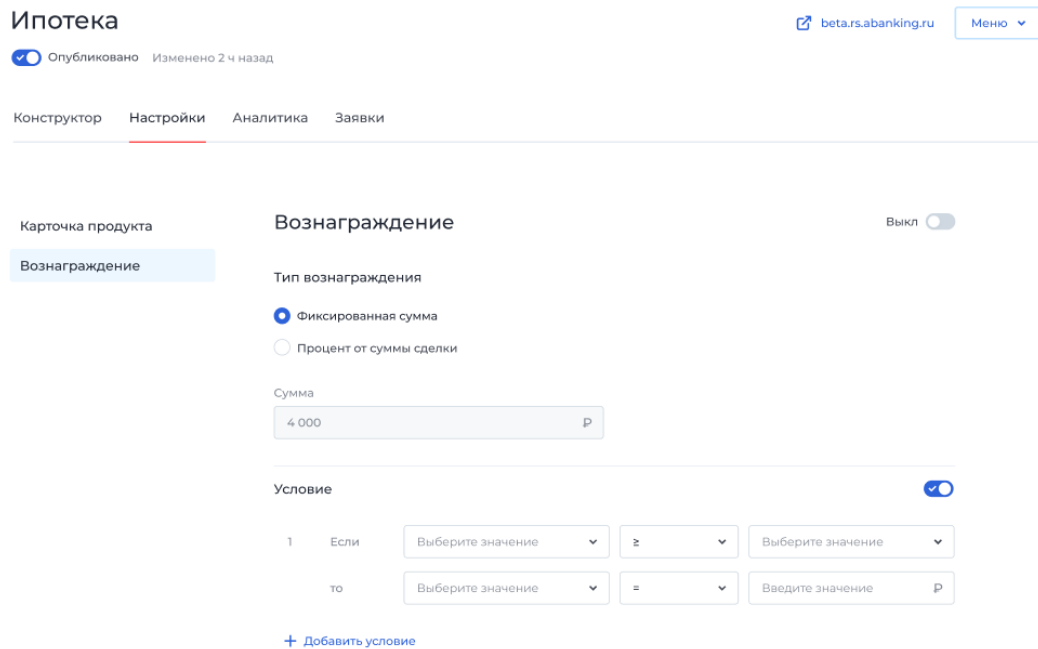 Ипотека
beta.rs.abanking.ru
Меню
Опубликовано Изменено 2 ч назад
Конструктор Настройки Аналитика Заявки
Карточка продукта
Вознаграждение
Вознаграждение
Выкл
Тип вознаграждения
Фиксированная сумма
Процент от суммы сделки
Сумма
4 000 ₽
Условие
1 Если Выберите значение ≥ Выберите значение
то Выберите значение = Введите значение ₽
+ Добавить условие